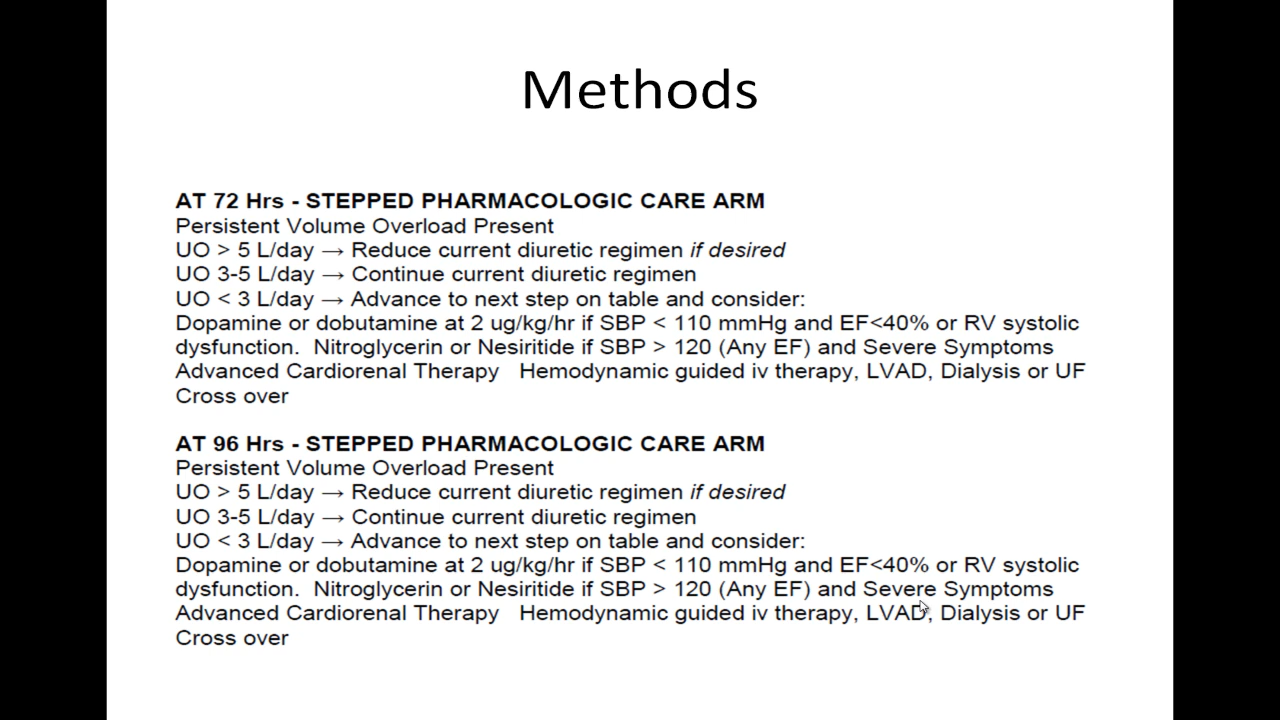 Methods
AT 72 Hrs - STEPPED PHARMACOLOGIC CARE ARM
Persistent Volume Overload Present
UO > 5 L/day → Reduce current diuretic regimen if desired
UO 3-5 L/day → Continue current diuretic regimen
UO < 3 L/day → Advance to next step on table and consider:
Dopamine or dobutamine at 2 ug/kg/hr if SBP < 110 mmHg and EF<40% or RV systolic
dysfunction.  Nitroglycerin or Nesiritide if SBP > 120 (Any EF) and Severe Symptoms
Advanced Cardiorenal Therapy   Hemodynamic guided iv therapy, LVAD, Dialysis or UF
Cross over
AT 96 Hrs - STEPPED PHARMACOLOGIC CARE ARM
Persistent Volume Overload Present
UO > 5 L/day → Reduce current diuretic regimen if desired
UO 3-5 L/day → Continue current diuretic regimen
UO < 3 L/day → Advance to next step on table and consider:
Dopamine or dobutamine at 2 ug/kg/hr if SBP < 110 mmHg and EF<40% or RV systolic
dysfunction.  Nitroglycerin or Nesiritide if SBP > 120 (Any EF) and Severe Symptoms
Advanced Cardiorenal Therapy   Hemodynamic guided iv therapy, LVAD, Dialysis or UF
Cross over